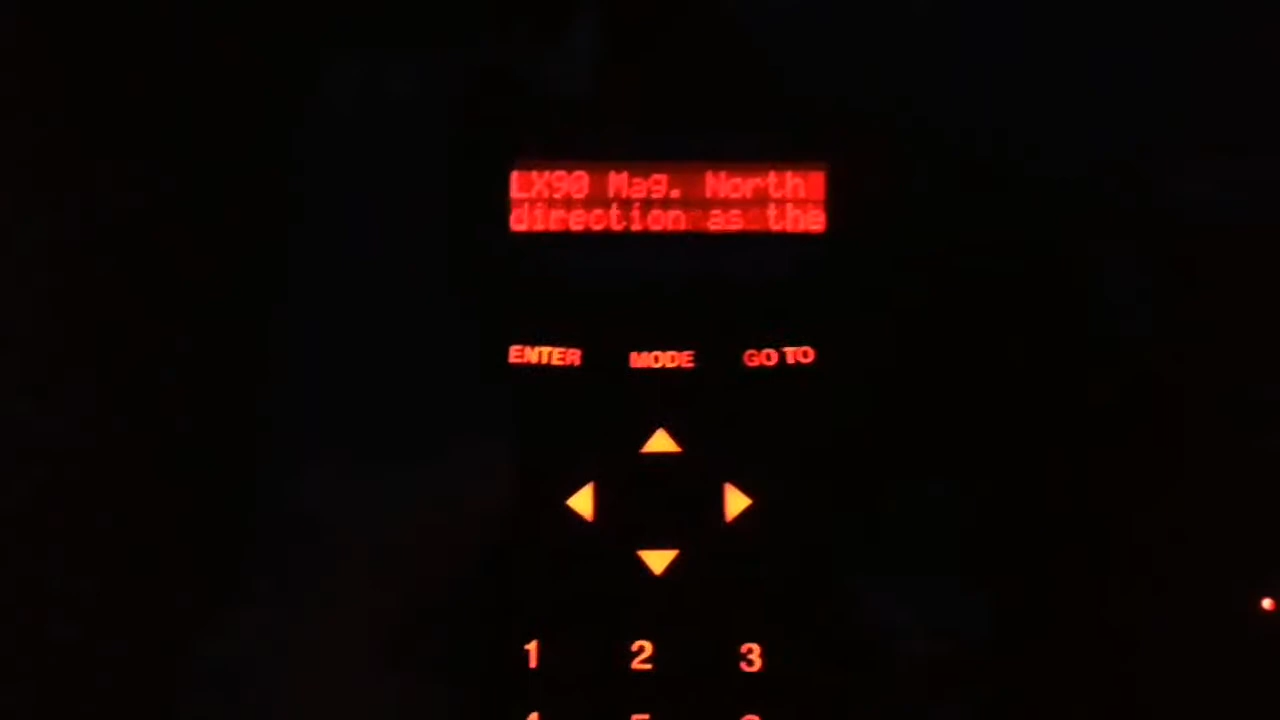 LX90 Mag. North
direction as the
ENTER MODE GO TO
1 2 3